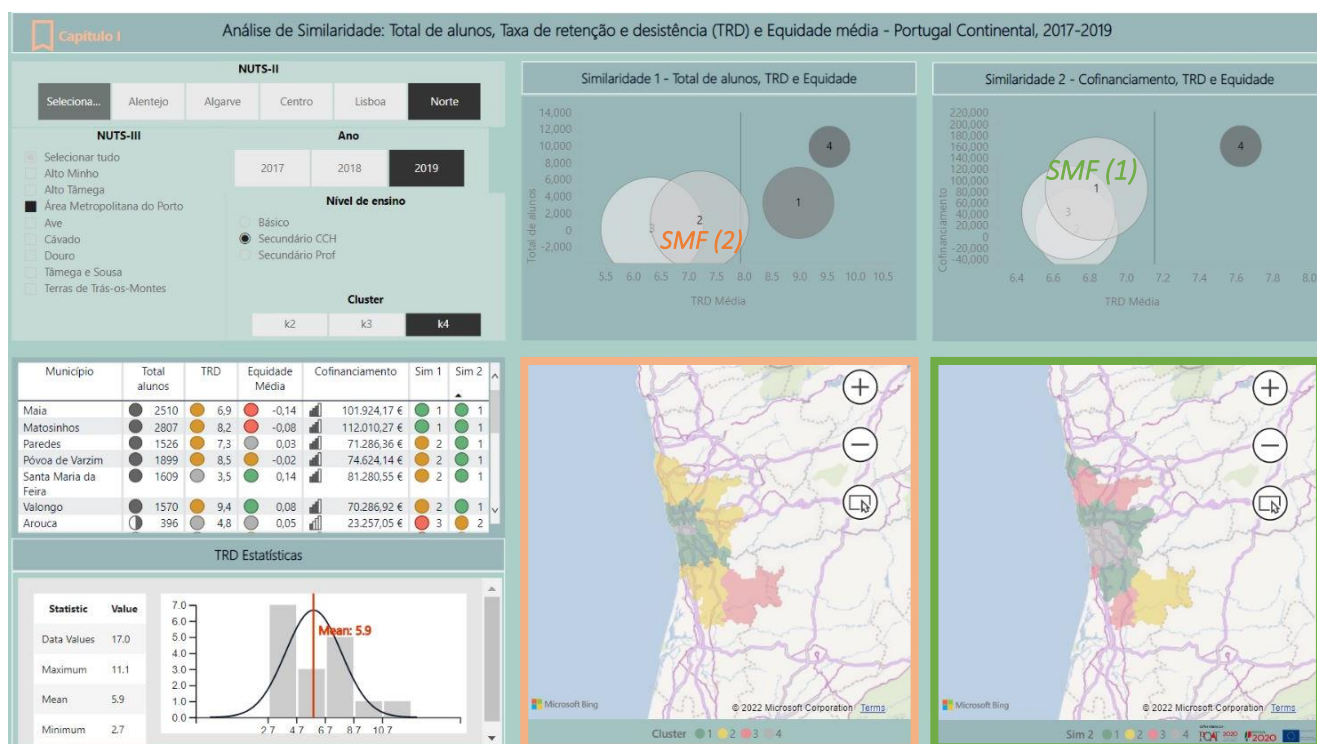 Capítulo I
Análise de Similaridade: Total de alunos, Taxa de retenção e desistência (TRD) e Equidade média - Portugal Continental, 2017-2019
NUTS-II
Seleciona... Alentejo Algarve Centro Lisboa Norte
NUTS-III
Selecionar tudo
Alto Minho
Alto Tâmega
Área Metropolitana do Porto
Ave
Cávado
Douro
Tâmega e Sousa
Terras de Trás-os-Montes
Ano
2017 2018 2019
Nível de ensino
Básico
Secundário CCH
Secundário Prof
Cluster
k2 k3 k4
Similaridade 1 - Total de alunos, TRD e Equidade
Total de alunos
14,000
12,000
10,000
8,000
6,000
4,000
2,000
0
-2,000
4
1
2
3
SMF (2)
5.5 6.0 6.5 7.0 7.5 8.0 8.5 9.0 9.5 10.0 10.5
TRD Média
Similaridade 2 - Cofinanciamento, TRD e Equidade
Cofinanciamento
220,000
200,000
180,000
160,000
140,000
120,000
100,000
80,000
60,000
40,000
20,000
0
-20,000
-40,000
4
SMF (1)
1
3
6.4 6.6 6.8 7.0 7.2 7.4 7.6 7.8 8.0
TRD Média
Município Total alunos TRD Equidade Média Cofinanciamento Sim 1 Sim 2
Maia 2510 6,9 -0,14 101.924,17 € 1 1
Matosinhos 2807 8,2 -0,08 112.010,27 € 1 1
Paredes 1526 7,3 0,03 71.286,36 € 2 1
Póvoa de Varzim 1899 8,5 -0,02 74.624,14 € 2 1
Santa Maria da Feira 1609 3,5 0,14 81.280,55 € 2 1
Valongo 1570 9,4 0,08 70.286,92 € 2 1
Arouca 396 4,8 0,05 23.257,05 € 3 2
TRD Estatísticas
Statistic Value
Data Values 17.0
Maximum 11.1
Mean 5.9
Minimum 2.7
7.0
6.0
5.0
4.0
3.0
2.0
1.0
0.0
Mean: 5.9
2.7 4.7 6.7 8.7 10.7
Microsoft Bing
© 2022 Microsoft Corporation Terms
Cluster 1 2 3 4
Microsoft Bing
© 2022 Microsoft Corporation Terms
Sim 2 1 2 3 4
2020